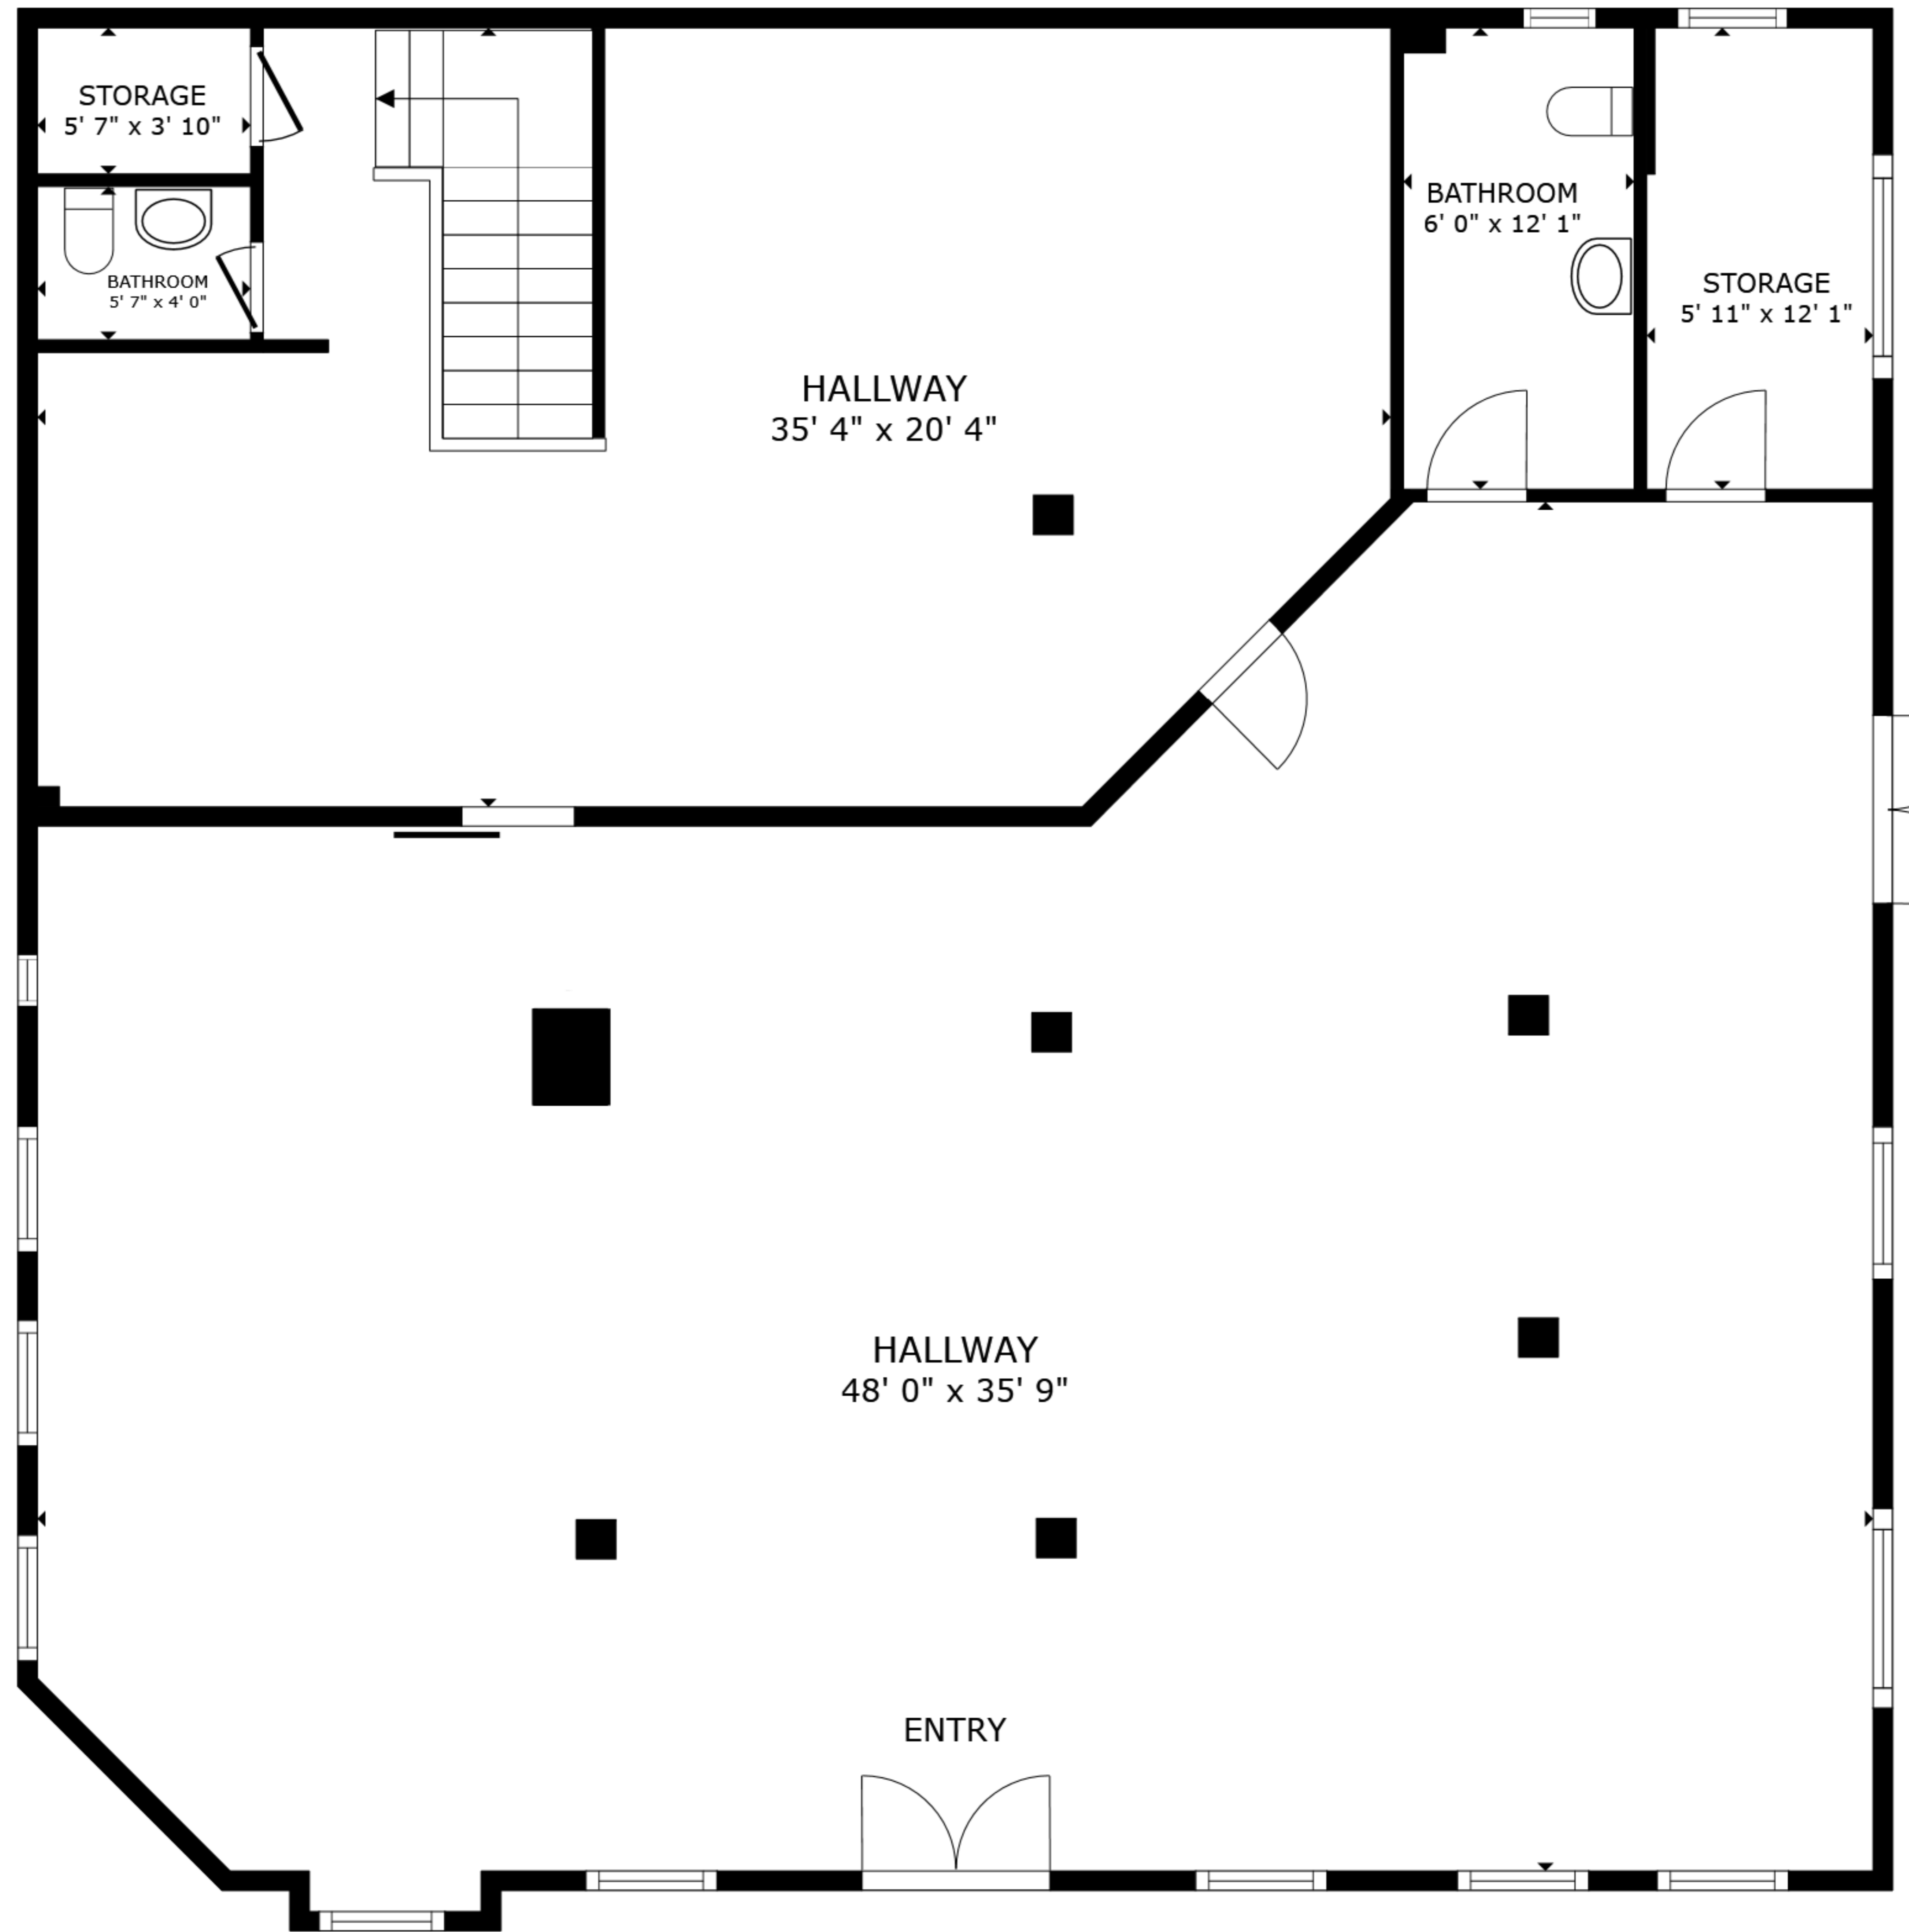 STORAGE
5' 7" x 3' 10"
BATHROOM
5' 7" x 4' 0"
BATHROOM
6' 0" x 12' 1"
STORAGE
5' 11" x 12' 1"
HALLWAY
35' 4" x 20' 4"
HALLWAY
48' 0" x 35' 9"
ENTRY